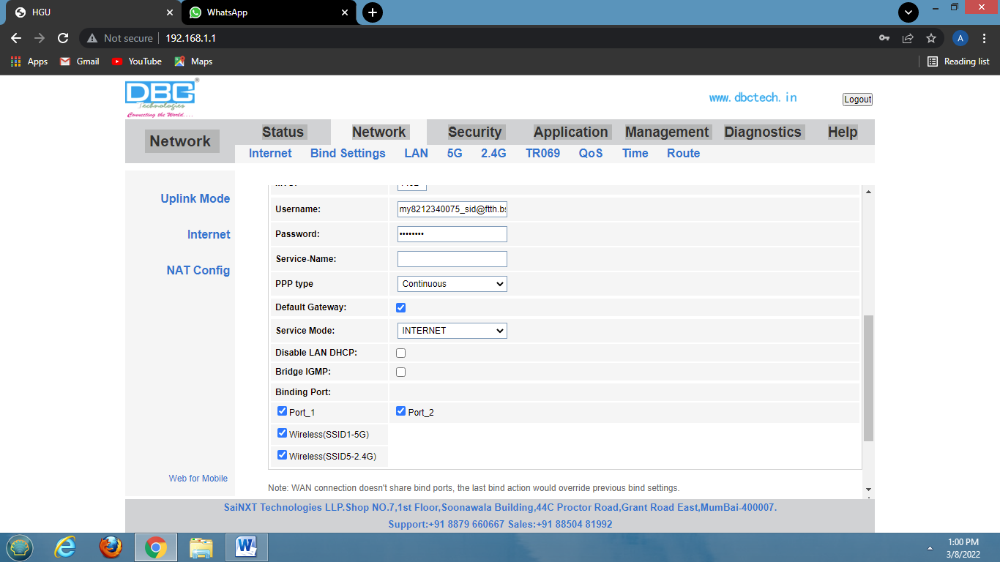 HGU
WhatsApp
Not secure
192.168.1.1
A
Apps Gmail YouTube Maps
Reading list
DBC
Technologies
Connecting the World....
www.dbctech.in
Logout
Network
Status Network Security Application Management Diagnostics Help
Internet Bind Settings LAN 5G 2.4G TR069 QoS Time Route
Uplink Mode
Internet
NAT Config
Web for Mobile
Username: my8212340075_sid@ftth.bs
Password: ••••••••
Service-Name:
PPP type Continuous
Default Gateway:
Service Mode: INTERNET
Disable LAN DHCP:
Bridge IGMP:
Binding Port:
Port_1 Port_2
Wireless(SSID1-5G)
Wireless(SSID5-2.4G)
Note: WAN connection doesn't share bind ports, the last bind action would override previous bind settings.
SaiNXT Technologies LLP.Shop NO.7,1st Floor,Soonawala Building,44C Proctor Road,Grant Road East,MumBai-400007.
Support:+91 8879 660667 Sales:+91 88504 81992
1:00 PM
3/8/2022